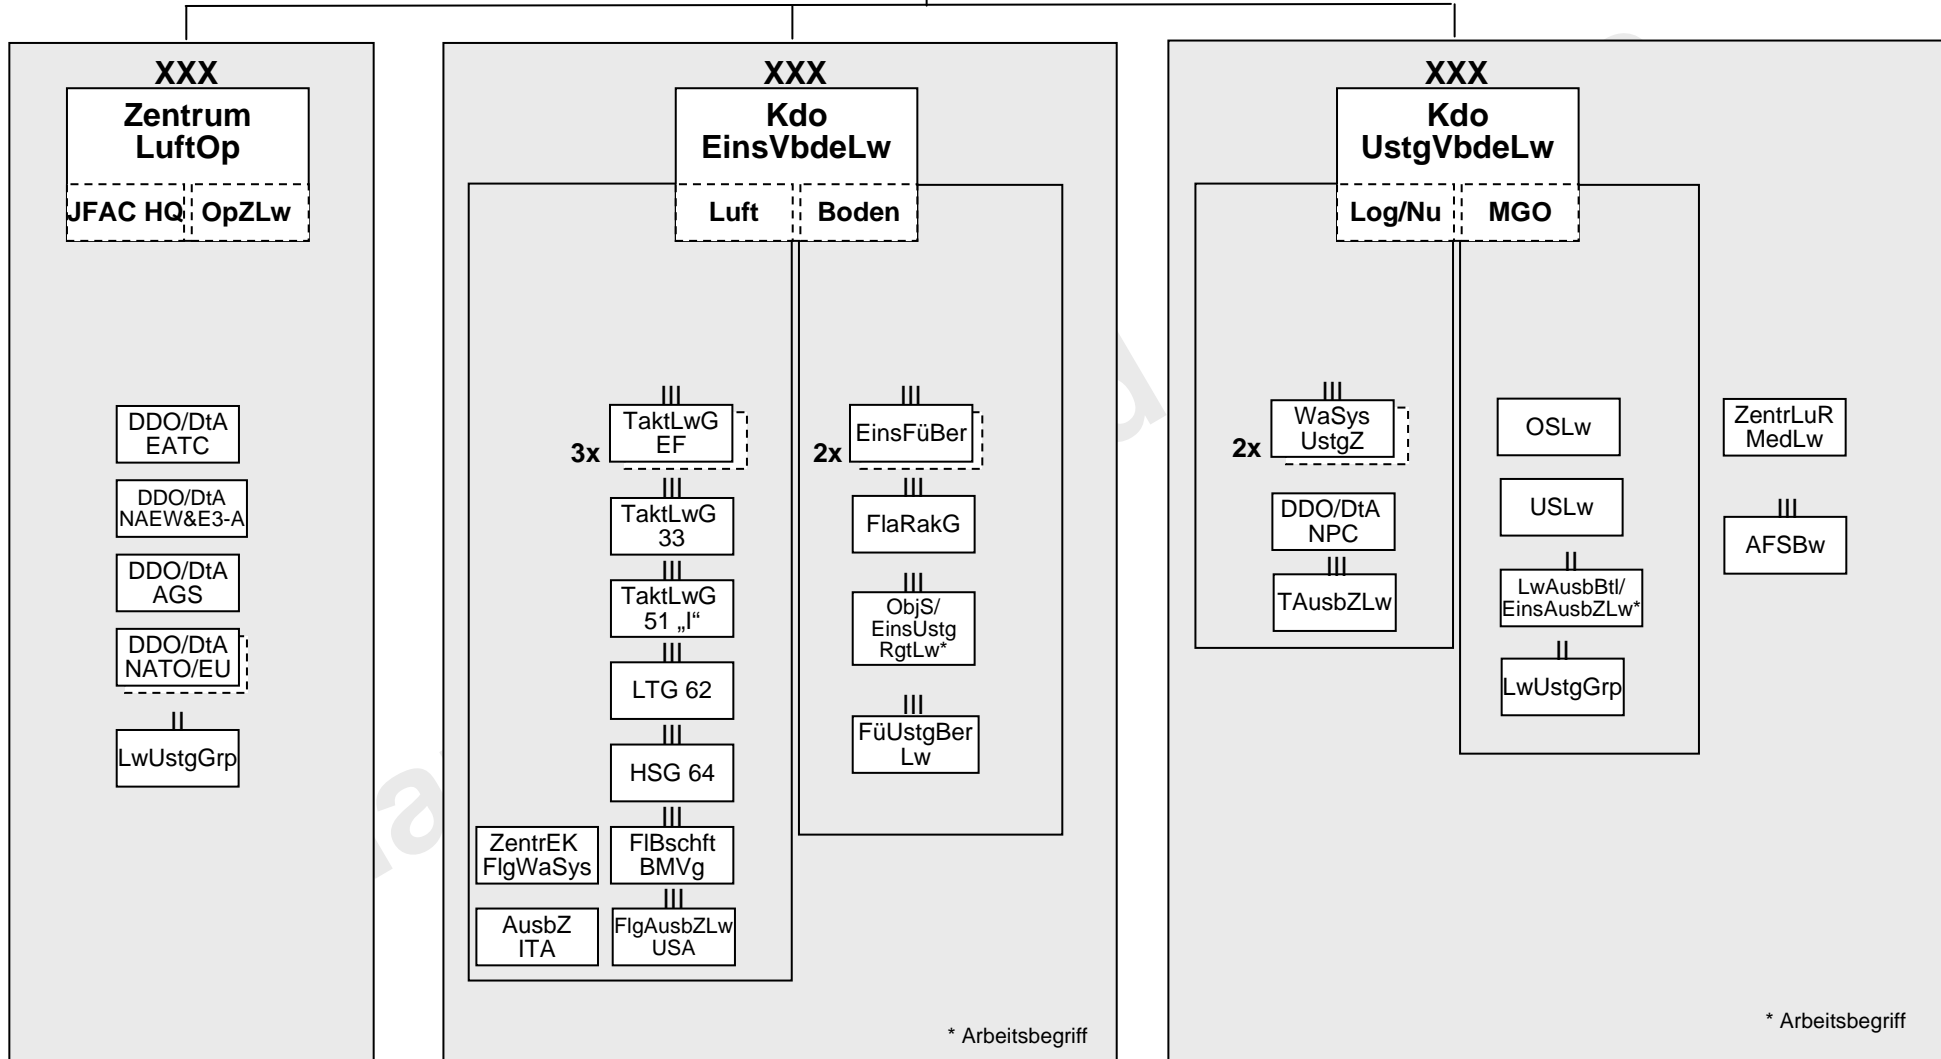 XXX
Zentrum
LuftOp
JFAC HQ
OpZLw
DDO/DtA
EATC
DDO/DtA
NAEW&E3-A
DDO/DtA
AGS
DDO/DtA
NATO/EU
II
LwUstgGrp
XXX
Kdo
EinsVbdeLw
Luft
Boden
III
3x
TaktLwG
EF
III
TaktLwG
33
III
TaktLwG
51 „I“
III
LTG 62
III
HSG 64
ZentrEK
FlgWaSys
III
FlBschft
BMVg
AusbZ
ITA
III
FlgAusbZLw
USA
III
2x
EinsFüBer
III
FlaRakG
III
ObjS/
EinsUstg
RgtLw*
III
FüUstgBer
Lw
* Arbeitsbegriff
XXX
Kdo
UstgVbdeLw
Log/Nu
MGO
III
2x
WaSys
UstgZ
DDO/DtA
NPC
III
TAusbZLw
OSLw
USLw
II
LwAusbBtl/
EinsAusbZLw*
II
LwUstgGrp
ZentrLuR
MedLw
III
AFSBw
* Arbeitsbegriff